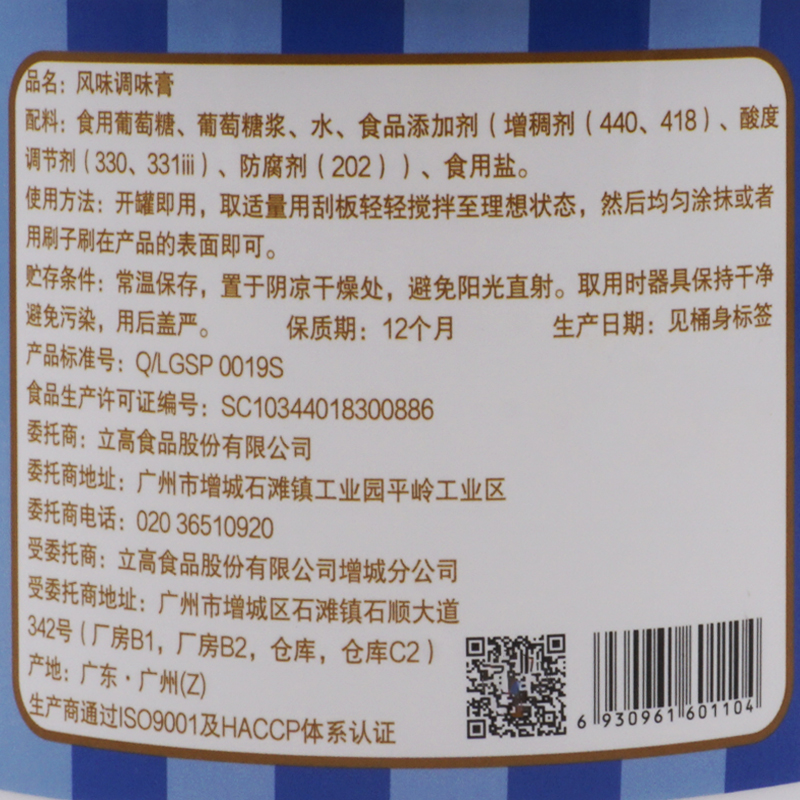 品名：风味调味膏
配料：食用葡萄糖、葡萄糖浆、水、食品添加剂（增稠剂（440、418）、酸度
调节剂（330、331iii）、防腐剂（202））、食用盐。
使用方法：开罐即用，取适量用刮板轻轻搅拌至理想状态，然后均匀涂抹或者
用刷子刷在产品的表面即可。
贮存条件：常温保存，置于阴凉干燥处，避免阳光直射。取用时器具保持干净
避免污染，用后盖严。 保质期：12个月 生产日期：见桶身标签
产品标准号：Q/LGSP 0019S
食品生产许可证编号：SC10344018300886
委托商：立高食品股份有限公司
委托商地址：广州市增城石滩镇工业园平岭工业区
委托商电话：020 36510920
受委托商：立高食品股份有限公司增城分公司
受委托商地址：广州市增城区石滩镇石顺大道
342号（厂房B1，厂房B2，仓库，仓库C2）
产地：广东·广州(Z)
生产商通过ISO9001及HACCP体系认证
6 930961 601104